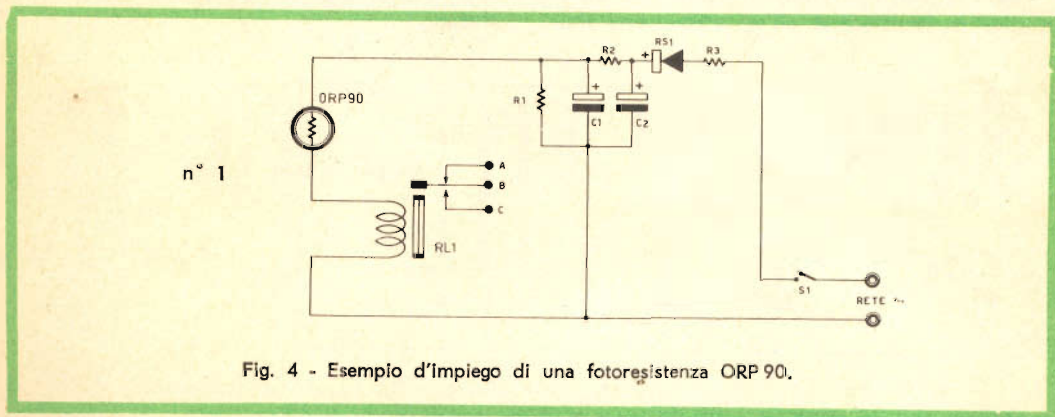 R2
+
RS1
R3
ORP90
R1
+
+
C1
C2
n° 1
A
B
C
RL1
S1
RETE ~
Fig. 4 - Esempio d'impiego di una fotoresistenza ORP 90.